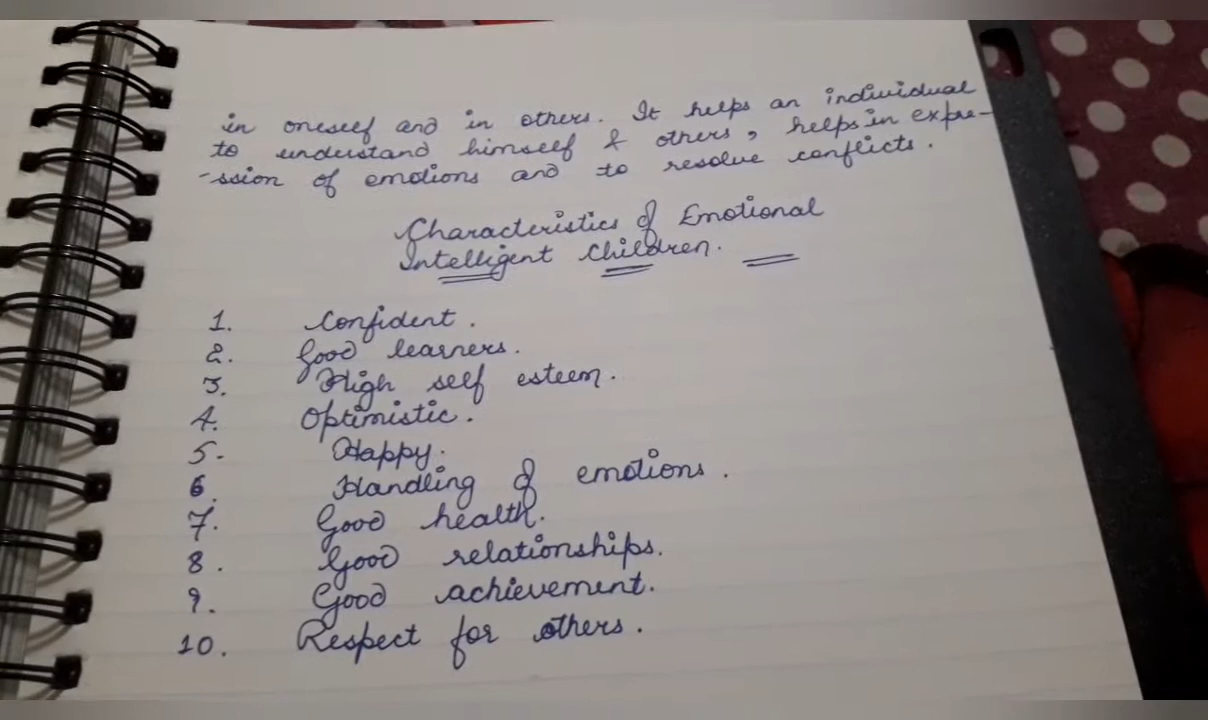 in oneself and in others. It helps an individual
to understand himself & others, helps in expre-
-ssion of emotions and to resolve conflicts.
Characteristics of Emotional
Intelligent Children.
1. Confident.
2. Good learners.
3. High self esteem.
4. Optimistic.
5. Happy.
6. Handling of emotions.
7. Good health.
8. Good relationships.
9. Good achievement.
10. Respect for others.